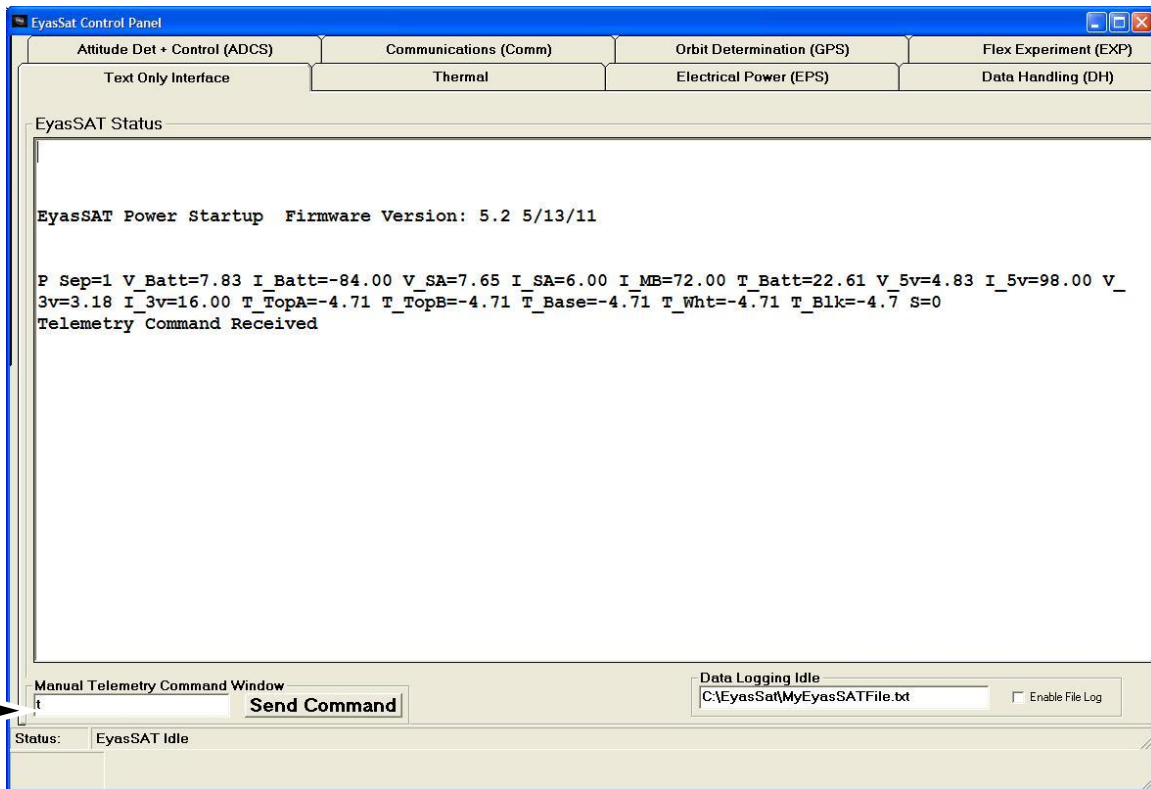 EyasSat Control Panel
Attitude Det + Control (ADCS) Communications (Comm) Orbit Determination (GPS) Flex Experiment (EXP)
Text Only Interface Thermal Electrical Power (EPS) Data Handling (DH)
EyasSAT Status
EyasSAT Power Startup Firmware Version: 5.2 5/13/11
P Sep=1 V_Batt=7.83 I_Batt=-84.00 V_SA=7.65 I_SA=6.00 I_MB=72.00 T_Batt=22.61 V_5v=4.83 I_5v=98.00 V_
3v=3.18 I_3v=16.00 T_TopA=-4.71 T_TopB=-4.71 T_Base=-4.71 T_Wht=-4.71 T_Blk=-4.7 S=0
Telemetry Command Received
Manual Telemetry Command Window
t
Send Command
Data Logging Idle
C:\EyasSat\MyEyasSATFile.txt
Enable File Log
Status: EyasSAT Idle